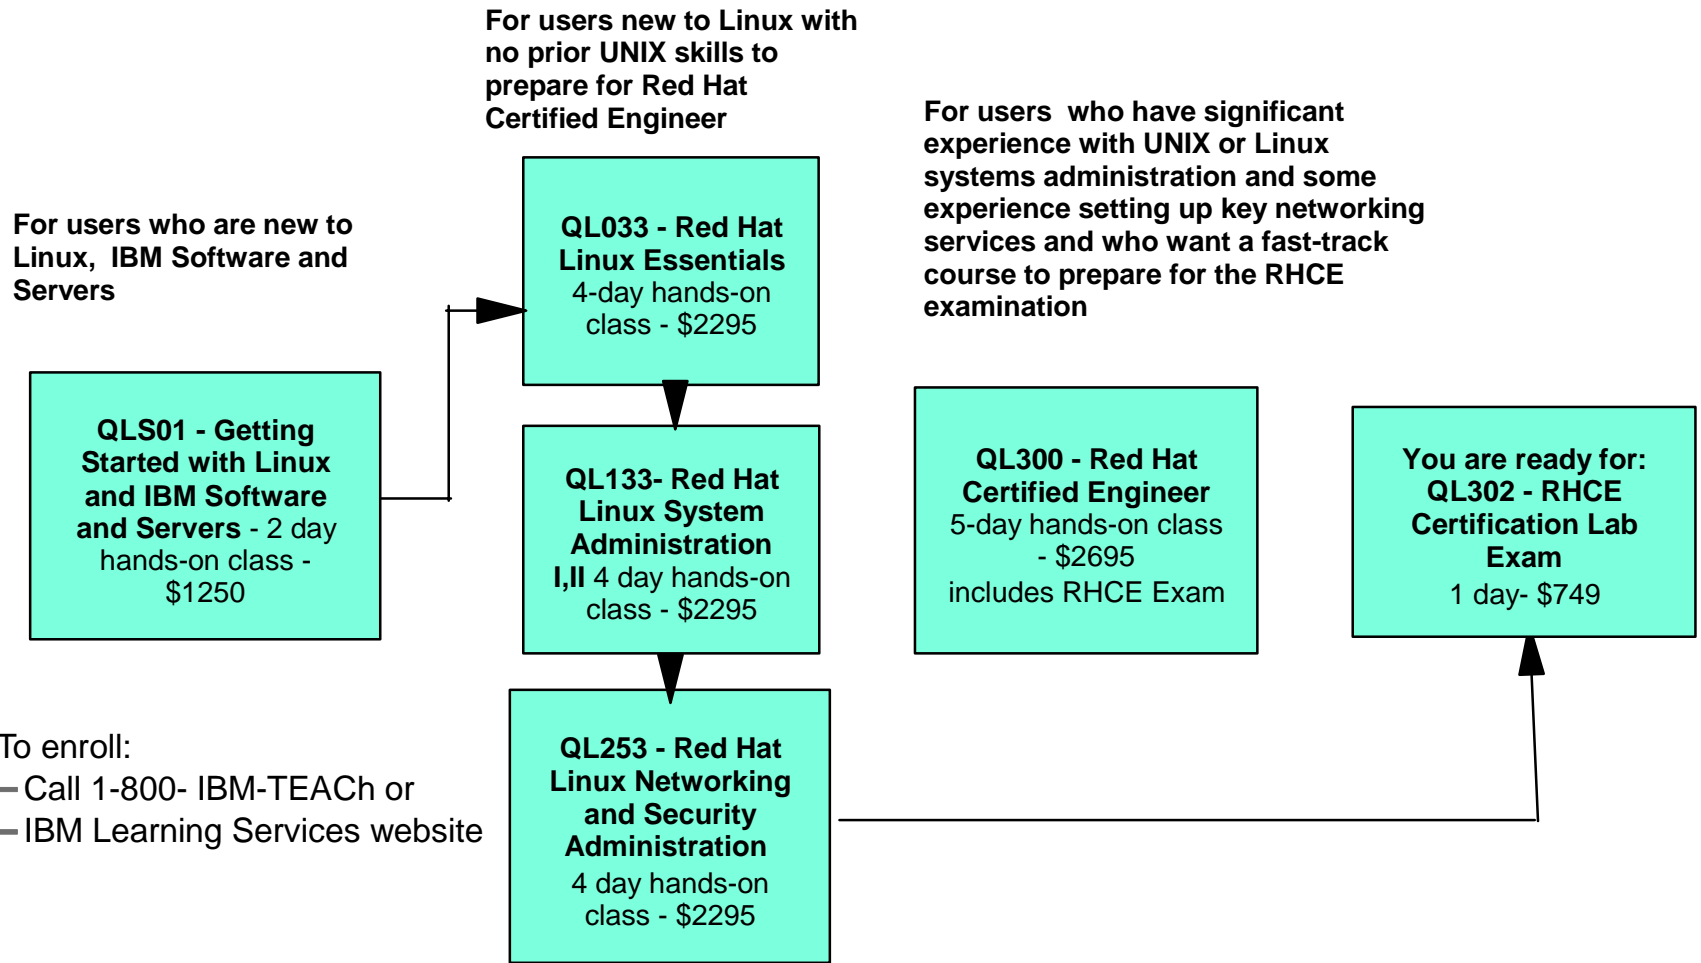 For users new to Linux with
no prior UNIX skills to
prepare for Red Hat
Certified Engineer
For users who are new to
Linux, IBM Software and
Servers
QLS01 - Getting
Started with Linux
and IBM Software
and Servers - 2 day
hands-on class -
$1250
QL033 - Red Hat
Linux Essentials
4-day hands-on
class - $2295
QL133- Red Hat
Linux System
Administration
I,II 4 day hands-on
class - $2295
QL253 - Red Hat
Linux Networking
and Security
Administration
4 day hands-on
class - $2295
For users who have significant
experience with UNIX or Linux
systems administration and some
experience setting up key networking
services and who want a fast-track
course to prepare for the RHCE
examination
QL300 - Red Hat
Certified Engineer
5-day hands-on class
- $2695
includes RHCE Exam
You are ready for:
QL302 - RHCE
Certification Lab
Exam
1 day- $749
To enroll:
– Call 1-800- IBM-TEACh or
– IBM Learning Services website